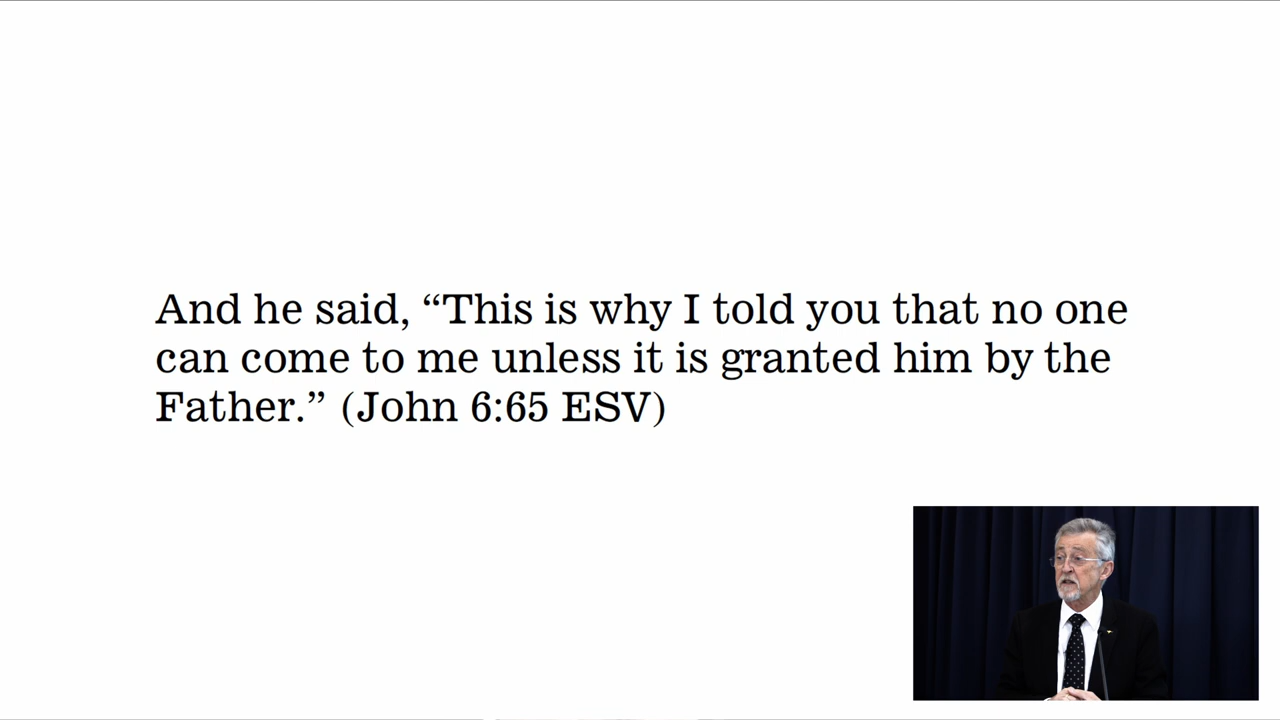 And he said, “This is why I told you that no one
can come to me unless it is granted him by the
Father.” (John 6:65 ESV)